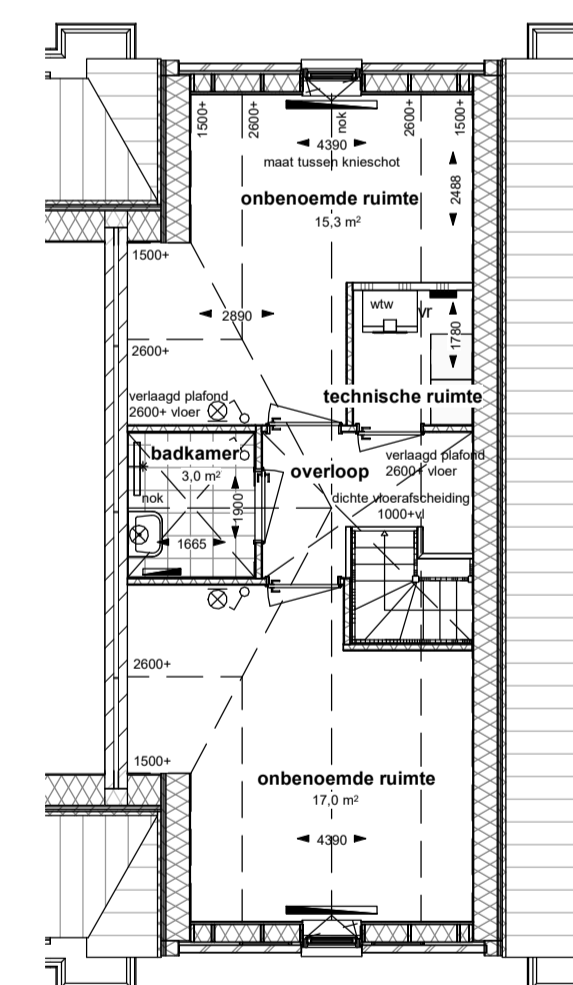 1500+
2600+
nok
2600+
1500+
4390
maat tussen knieschot
2488
onbenoemde ruimte
15,3 m²
1500+
2890
wtw
vr
1780
2600+
technische ruimte
verlaagd plafond
2600+ vloer
badkamer
3,0 m²
nok
1900
1665
overloop
verlaagd plafond
2600+ vloer
dichte vloerafscheiding
1000+vl
2600+
1500+
onbenoemde ruimte
17,0 m²
4390